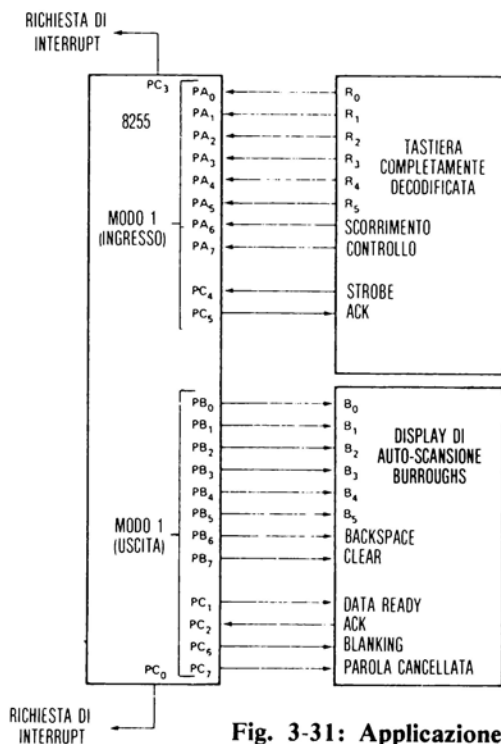 RICHIESTA DI
INTERRUPT
PC3
8255
MODO 1
(INGRESSO)
PA0
PA1
PA2
PA3
PA4
PA5
PA6
PA7
PC4
PC5
R0
R1
R2
R3
R4
R5
SCORRIMENTO
CONTROLLO
STROBE
ACK
TASTIERA
COMPLETAMENTE
DECODIFICATA
MODO 1
(USCITA)
PB0
PB1
PB2
PB3
PB4
PB5
PB6
PB7
PC1
PC2
PC6
PC7
B0
B1
B2
B3
B4
B5
BACKSPACE
CLEAR
DATA READY
ACK
BLANKING
PAROLA CANCELLATA
DISPLAY DI
AUTO-SCANSIONE
BURROUGHS
PC0
RICHIESTA DI
INTERRUPT
Fig. 3-31: Applicazione